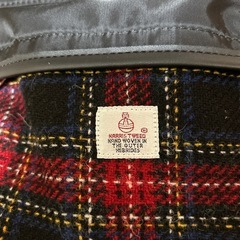 HARRIS TWEED
HAND WOVEN IN
THE OUTER
HEBRIDES